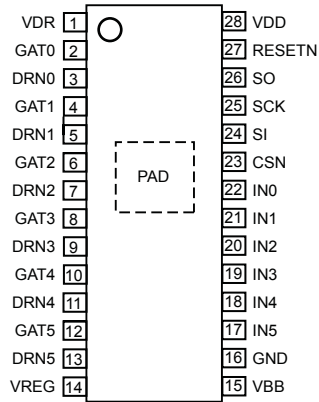 VDR 1 28 VDD
GAT0 2 27 RESETN
DRN0 3 26 SO
GAT1 4 25 SCK
DRN1 5 24 SI
GAT2 6 23 CSN
DRN2 7 PAD 22 IN0
GAT3 8 21 IN1
DRN3 9 20 IN2
GAT4 10 19 IN3
DRN4 11 18 IN4
GAT5 12 17 IN5
DRN5 13 16 GND
VREG 14 15 VBB